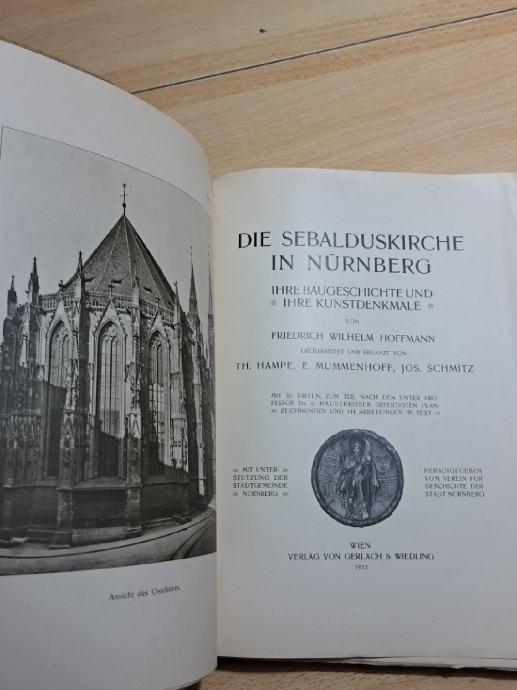 Ansicht des Ostchores.
DIE SEBALDUSKIRCHE
IN NÜRNBERG
IHRE BAUGESCHICHTE UND
IHRE KUNSTDENKMALE
VON
FRIEDRICH WILHELM HOFFMANN
ÜBERARBEITET UND ERGÄNZT VON
TH. HAMPE, E. MUMMENHOFF, JOS. SCHMITZ
MIT 15 TAFELN, ZUM TEIL NACH DEN UNTER PRO
FESSOR DR. V. HAUBERRISSER GEFERTIGTEN PLAN
ZEICHNUNGEN UND 144 ABBILDUNGEN IM TEXT
MIT UNTER-
STÜTZUNG DER
STADTGEMEINDE
NÜRNBERG
HERAUSGEGEBEN
VOM VEREIN FÜR
GESCHICHTE DER
STADT NÜRNBERG
WIEN
VERLAG VON GERLACH & WIEDLING
1912